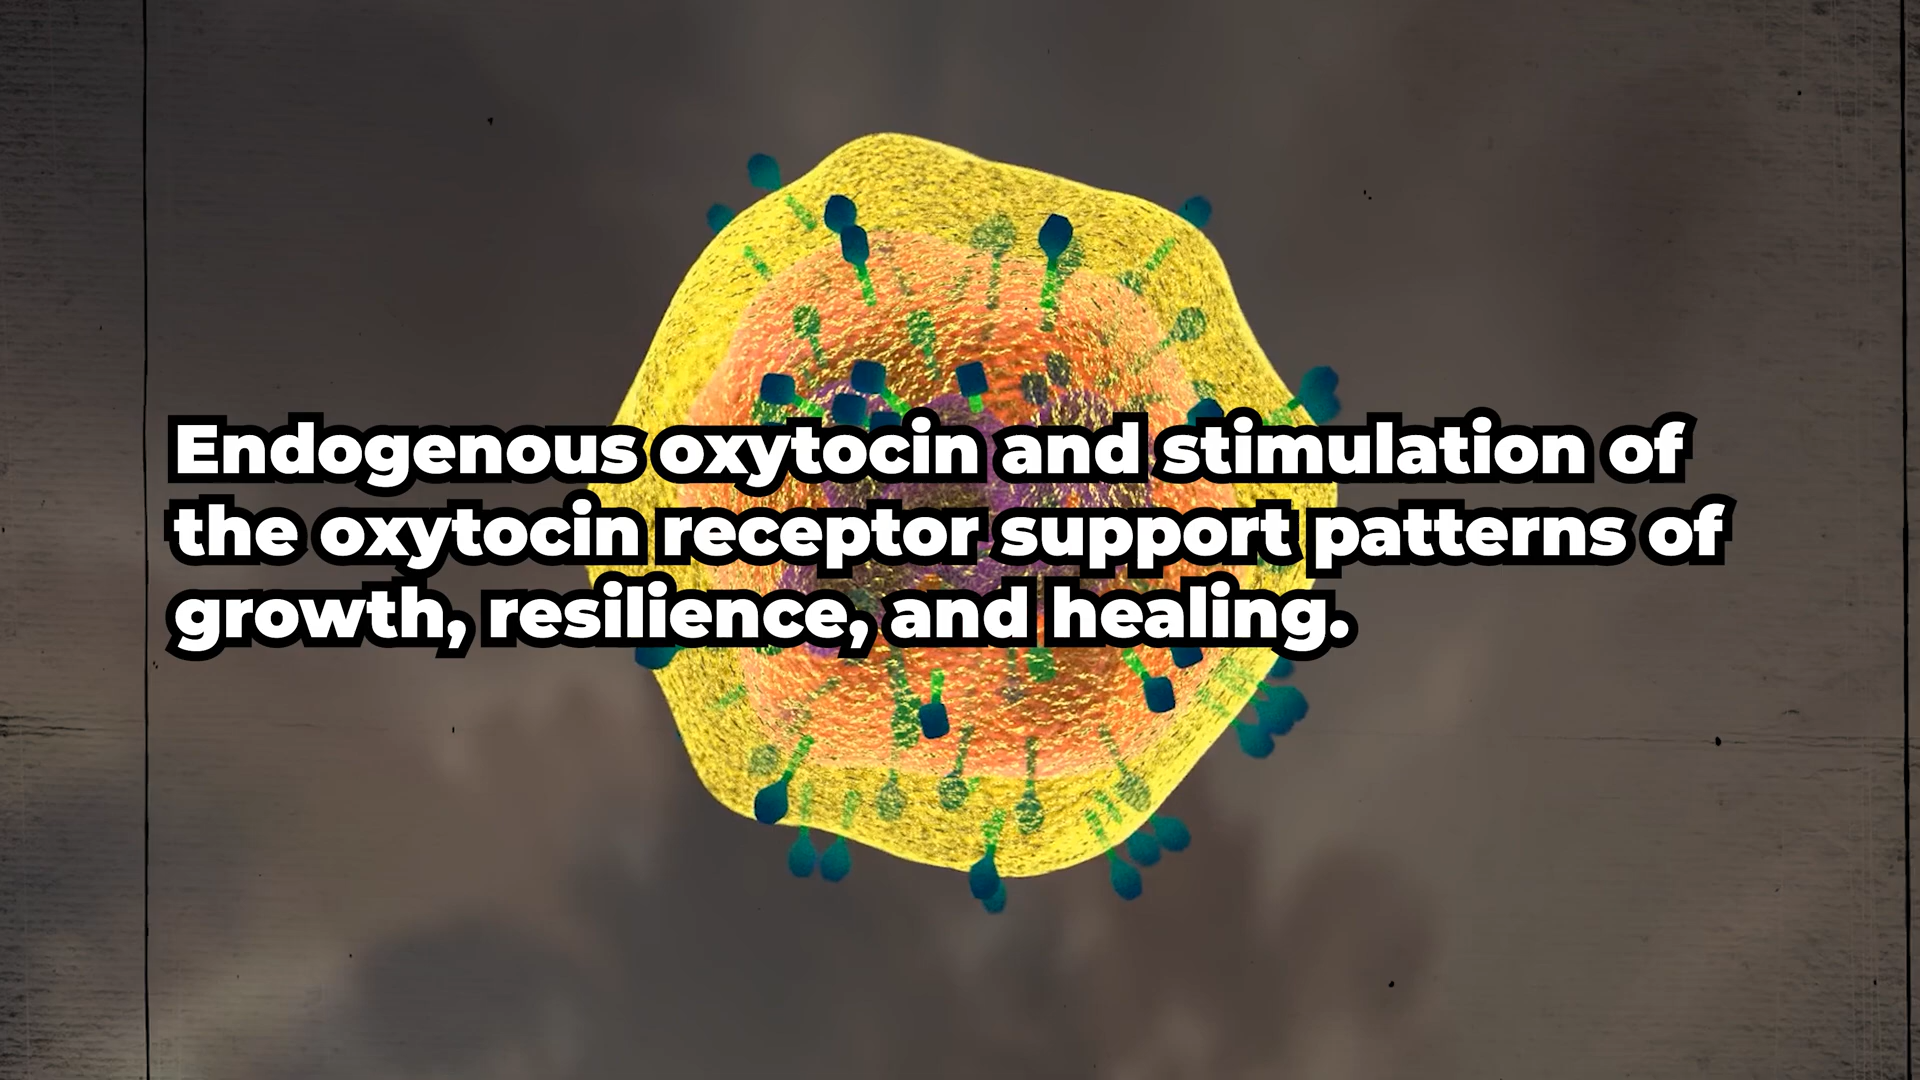 Endogenous oxytocin and stimulation of
the oxytocin receptor support patterns of
growth, resilience, and healing.